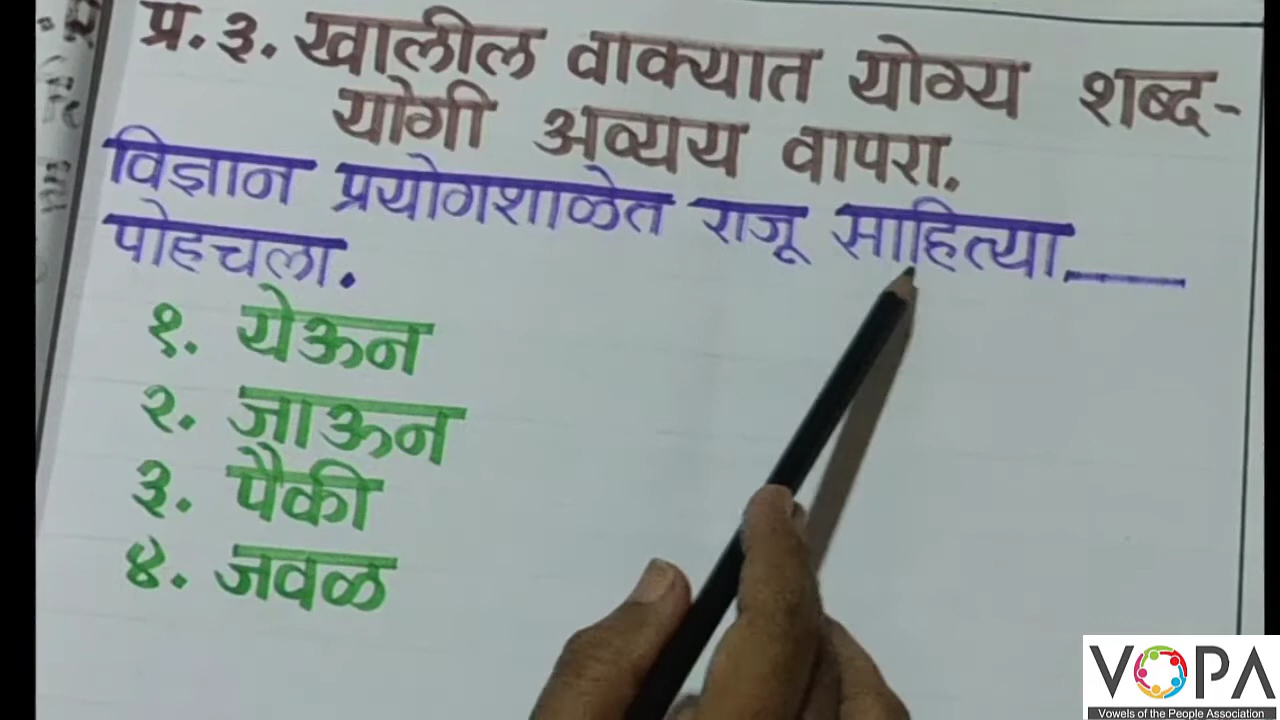 प्र. ३. खालील वाक्यात योग्य शब्द-
योगी अव्यय वापरा.
विज्ञान प्रयोगशाळेत राजू साहित्या ____
पोहचला.
१. येऊन
२. जाऊन
३. पैकी
४. जवळ
VOPA
Vowels of the People Association